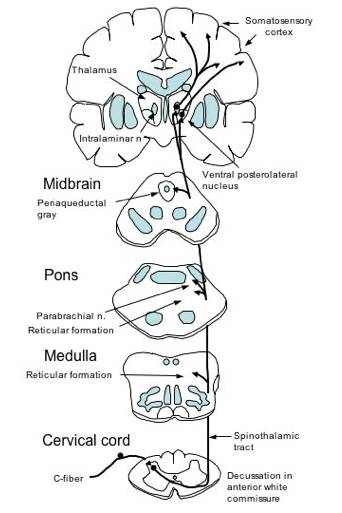 Somatosensory
cortex
Thalamus
Intralaminar n
Ventral posterolateral
nucleus
Midbrain
Periaqueductal
gray
Pons
Parabrachial n.
Reticular formation
Medulla
Reticular formation
Cervical cord
Spinothalamic
tract
C-fiber
Decussation in
anterior white
commissure